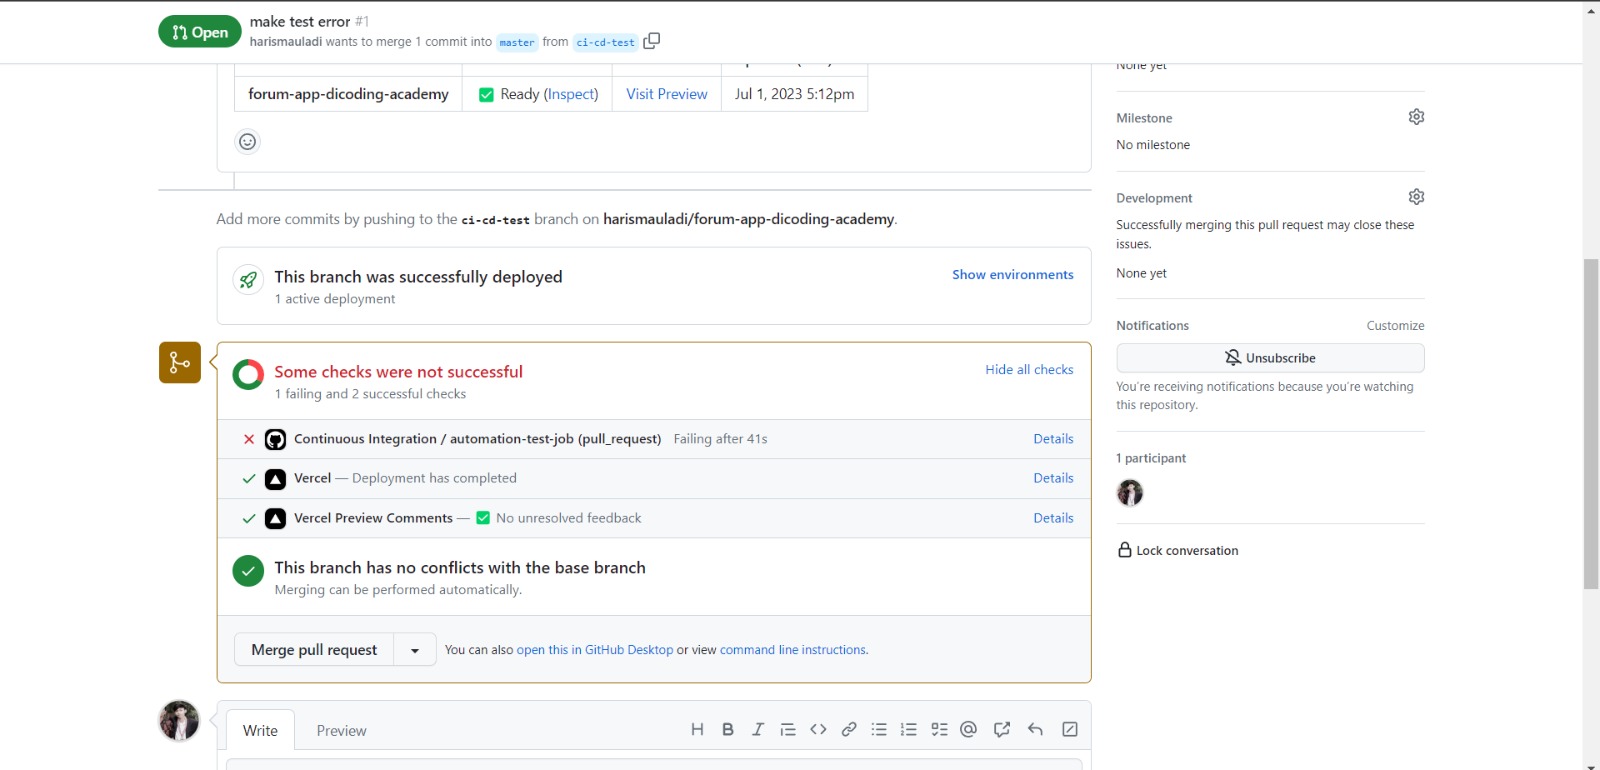 Open
make test error #1
harismauladi wants to merge 1 commit into master from ci-cd-test
forum-app-dicoding-academy Ready (Inspect) Visit Preview Jul 1, 2023 5:12pm
Add more commits by pushing to the ci-cd-test branch on harismauladi/forum-app-dicoding-academy.
This branch was successfully deployed
1 active deployment
Show environments
Some checks were not successful
1 failing and 2 successful checks
Hide all checks
Continuous Integration / automation-test-job (pull_request) Failing after 41s Details
Vercel — Deployment has completed Details
Vercel Preview Comments — ✅ No unresolved feedback Details
This branch has no conflicts with the base branch
Merging can be performed automatically.
Merge pull request
You can also open this in GitHub Desktop or view command line instructions.
Write Preview
None yet
Milestone
No milestone
Development
Successfully merging this pull request may close these
issues.
None yet
Notifications Customize
Unsubscribe
You're receiving notifications because you're watching
this repository.
1 participant
Lock conversation